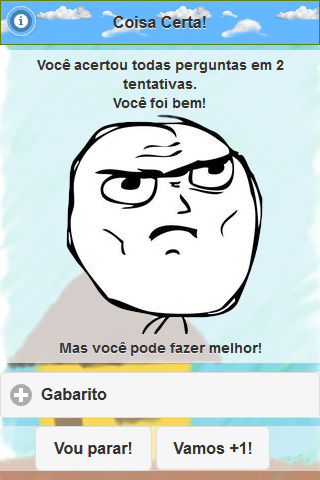 Coisa Certa!
Você acertou todas perguntas em 2
tentativas.
Você foi bem!
Mas você pode fazer melhor!
Gabarito
Vou parar!
Vamos +1!